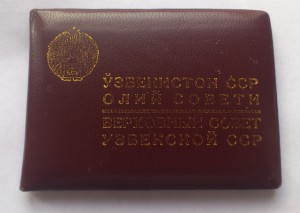 ЎЗБЕКИСТОН ССР
ОЛИЙ СОВЕТИ
ВЕРХОВНЫЙ СОВЕТ
УЗБЕКСКОЙ ССР